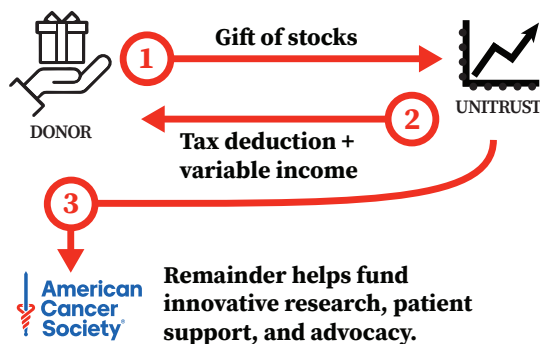 1
Gift of stocks
DONOR
UNITRUST
2
Tax deduction +
variable income
3
American
Cancer
Society®
Remainder helps fund
innovative research, patient
support, and advocacy.